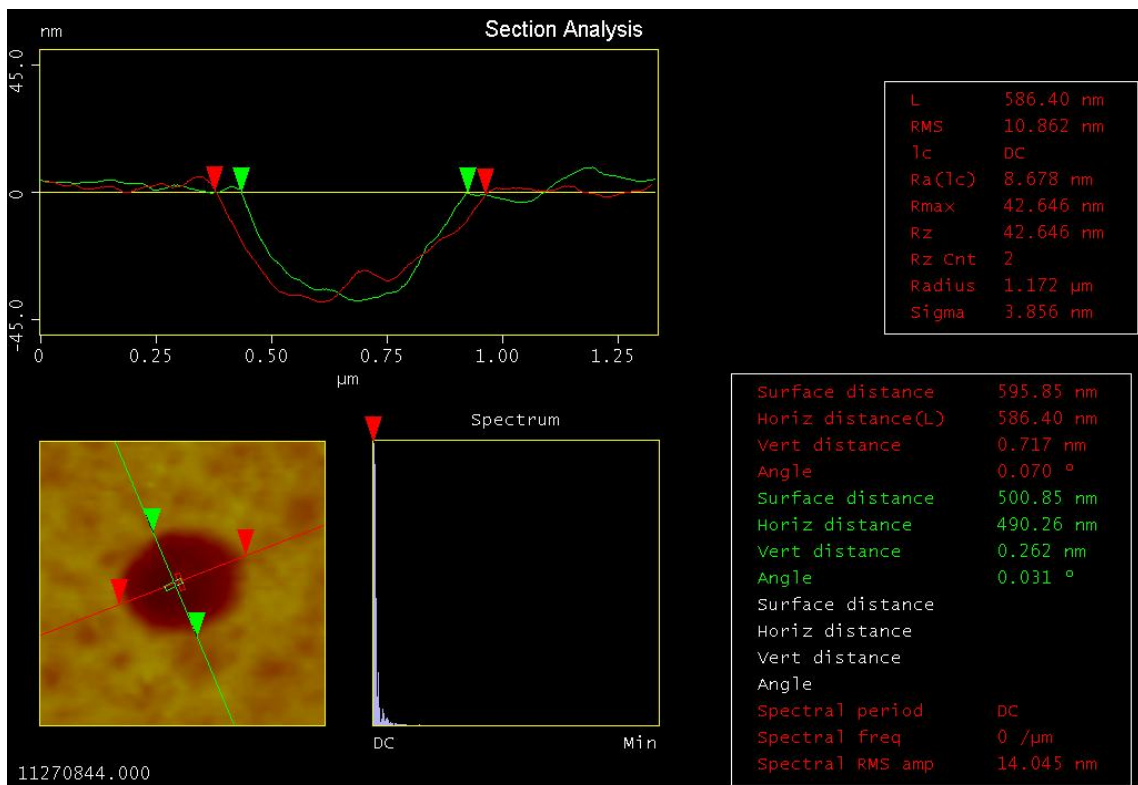 nm Section Analysis
45.0
0
-45.0
0 0.25 0.50 0.75 1.00 1.25
µm
L 586.40 nm
RMS 10.862 nm
lc DC
Ra(lc) 8.678 nm
Rmax 42.646 nm
Rz 42.646 nm
Rz Cnt 2
Radius 1.172 µm
Sigma 3.856 nm
Spectrum
DC Min
Surface distance 595.85 nm
Horiz distance(L) 586.40 nm
Vert distance 0.717 nm
Angle 0.070 °
Surface distance 500.85 nm
Horiz distance 490.26 nm
Vert distance 0.262 nm
Angle 0.031 °
Surface distance
Horiz distance
Vert distance
Angle
Spectral period DC
Spectral freq 0 /µm
Spectral RMS amp 14.045 nm
11270844.000